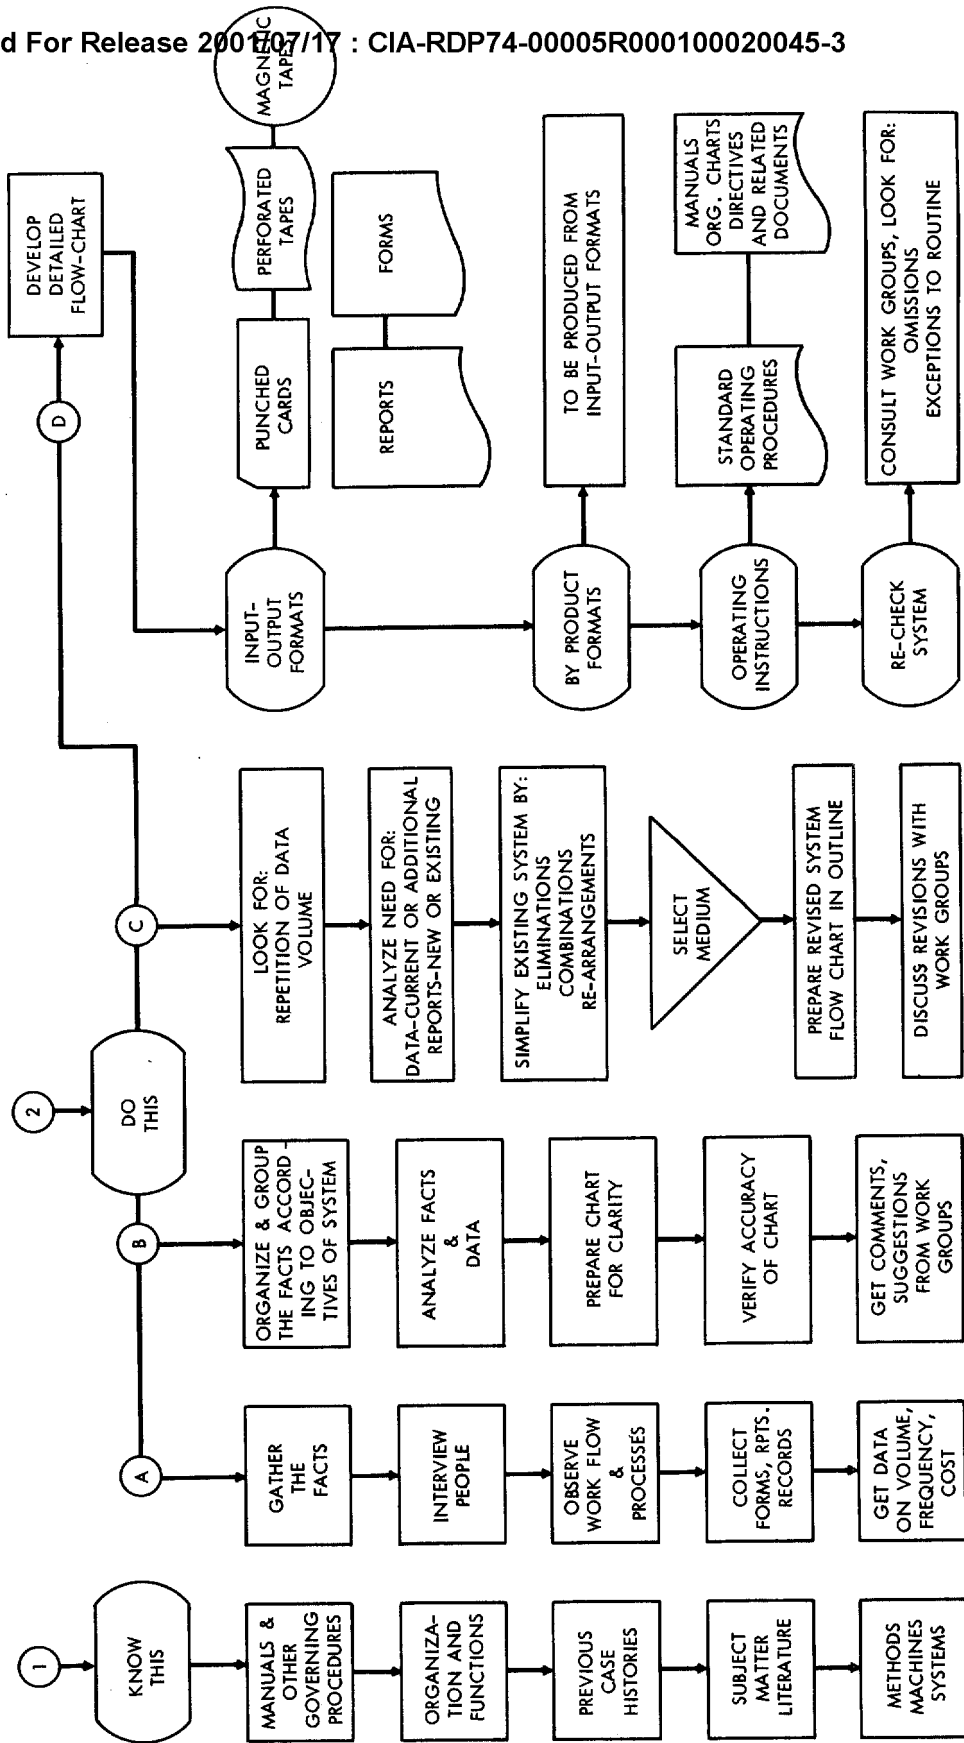 d For Release 2001/07/17 : CIA-RDP74-00005R000100020045-3
1
KNOW
THIS
MANUALS &
OTHER
GOVERNING
PROCEDURES
ORGANIZA-
TION AND
FUNCTIONS
PREVIOUS
CASE
HISTORIES
SUBJECT
MATTER
LITERATURE
METHODS
MACHINES
SYSTEMS
2
DO
THIS
A
GATHER
THE
FACTS
INTERVIEW
PEOPLE
OBSERVE
WORK FLOW
&
PROCESSES
COLLECT
FORMS, RPTS.
RECORDS
GET DATA
ON VOLUME,
FREQUENCY,
COST
B
ORGANIZE & GROUP
THE FACTS ACCORD-
ING TO OBJEC-
TIVES OF SYSTEM
ANALYZE FACTS
&
DATA
PREPARE CHART
FOR CLARITY
VERIFY ACCURACY
OF CHART
GET COMMENTS,
SUGGESTIONS
FROM WORK
GROUPS
C
LOOK FOR:
REPETITION OF DATA
VOLUME
ANALYZE NEED FOR:
DATA-CURRENT OR ADDITIONAL
REPORTS-NEW OR EXISTING
SIMPLIFY EXISTING SYSTEM BY:
ELIMINATIONS
COMBINATIONS
RE-ARRANGEMENTS
SELECT
MEDIUM
PREPARE REVISED SYSTEM
FLOW CHART IN OUTLINE
DISCUSS REVISIONS WITH
WORK GROUPS
D
DEVELOP
DETAILED
FLOW-CHART
INPUT-
OUTPUT
FORMATS
PUNCHED
CARDS
PERFORATED
TAPES
MAGNETIC
TAPES
REPORTS
FORMS
BY PRODUCT
FORMATS
TO BE PRODUCED FROM
INPUT-OUTPUT FORMATS
OPERATING
INSTRUCTIONS
STANDARD
OPERATING
PROCEDURES
MANUALS
ORG. CHARTS
DIRECTIVES
AND RELATED
DOCUMENTS
RE-CHECK
SYSTEM
CONSULT WORK GROUPS, LOOK FOR:
OMISSIONS
EXCEPTIONS TO ROUTINE